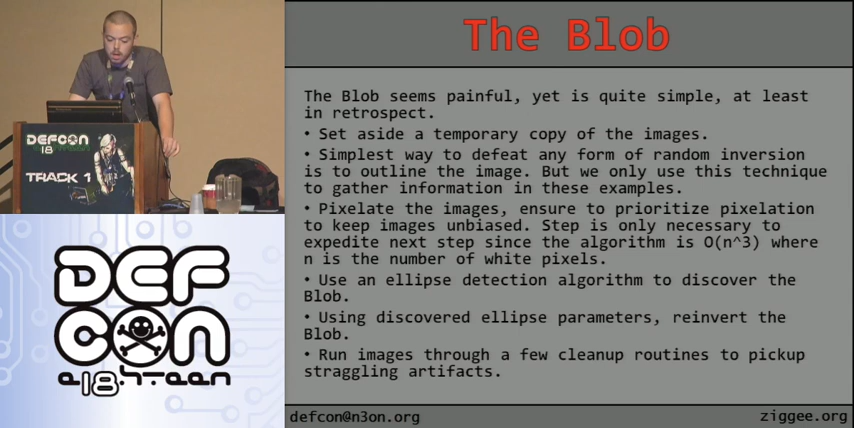 The Blob
The Blob seems painful, yet is quite simple, at least
in retrospect.
• Set aside a temporary copy of the images.
• Simplest way to defeat any form of random inversion
is to outline the image. But we only use this technique
to gather information in these examples.
• Pixelate the images, ensure to prioritize pixelation
to keep images unbiased. Step is only necessary to
expedite next step since the algorithm is O(n^3) where
n is the number of white pixels.
• Use an ellipse detection algorithm to discover the
Blob.
• Using discovered ellipse parameters, reinvert the
Blob.
• Run images through a few cleanup routines to pickup
straggling artifacts.
defcon@n3on.org
ziggee.org
DEFCON
18
TRACK 1
DEF
CON
e18hteen